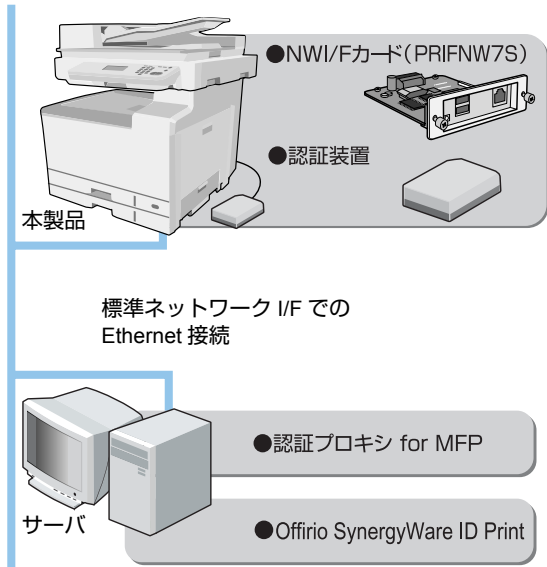 ●NWI/Fカード(PRIFNW7S)
●認証装置
本製品
標準ネットワーク I/F での
Ethernet 接続
●認証プロキシ for MFP
サーバ
●Offirio SynergyWare ID Print